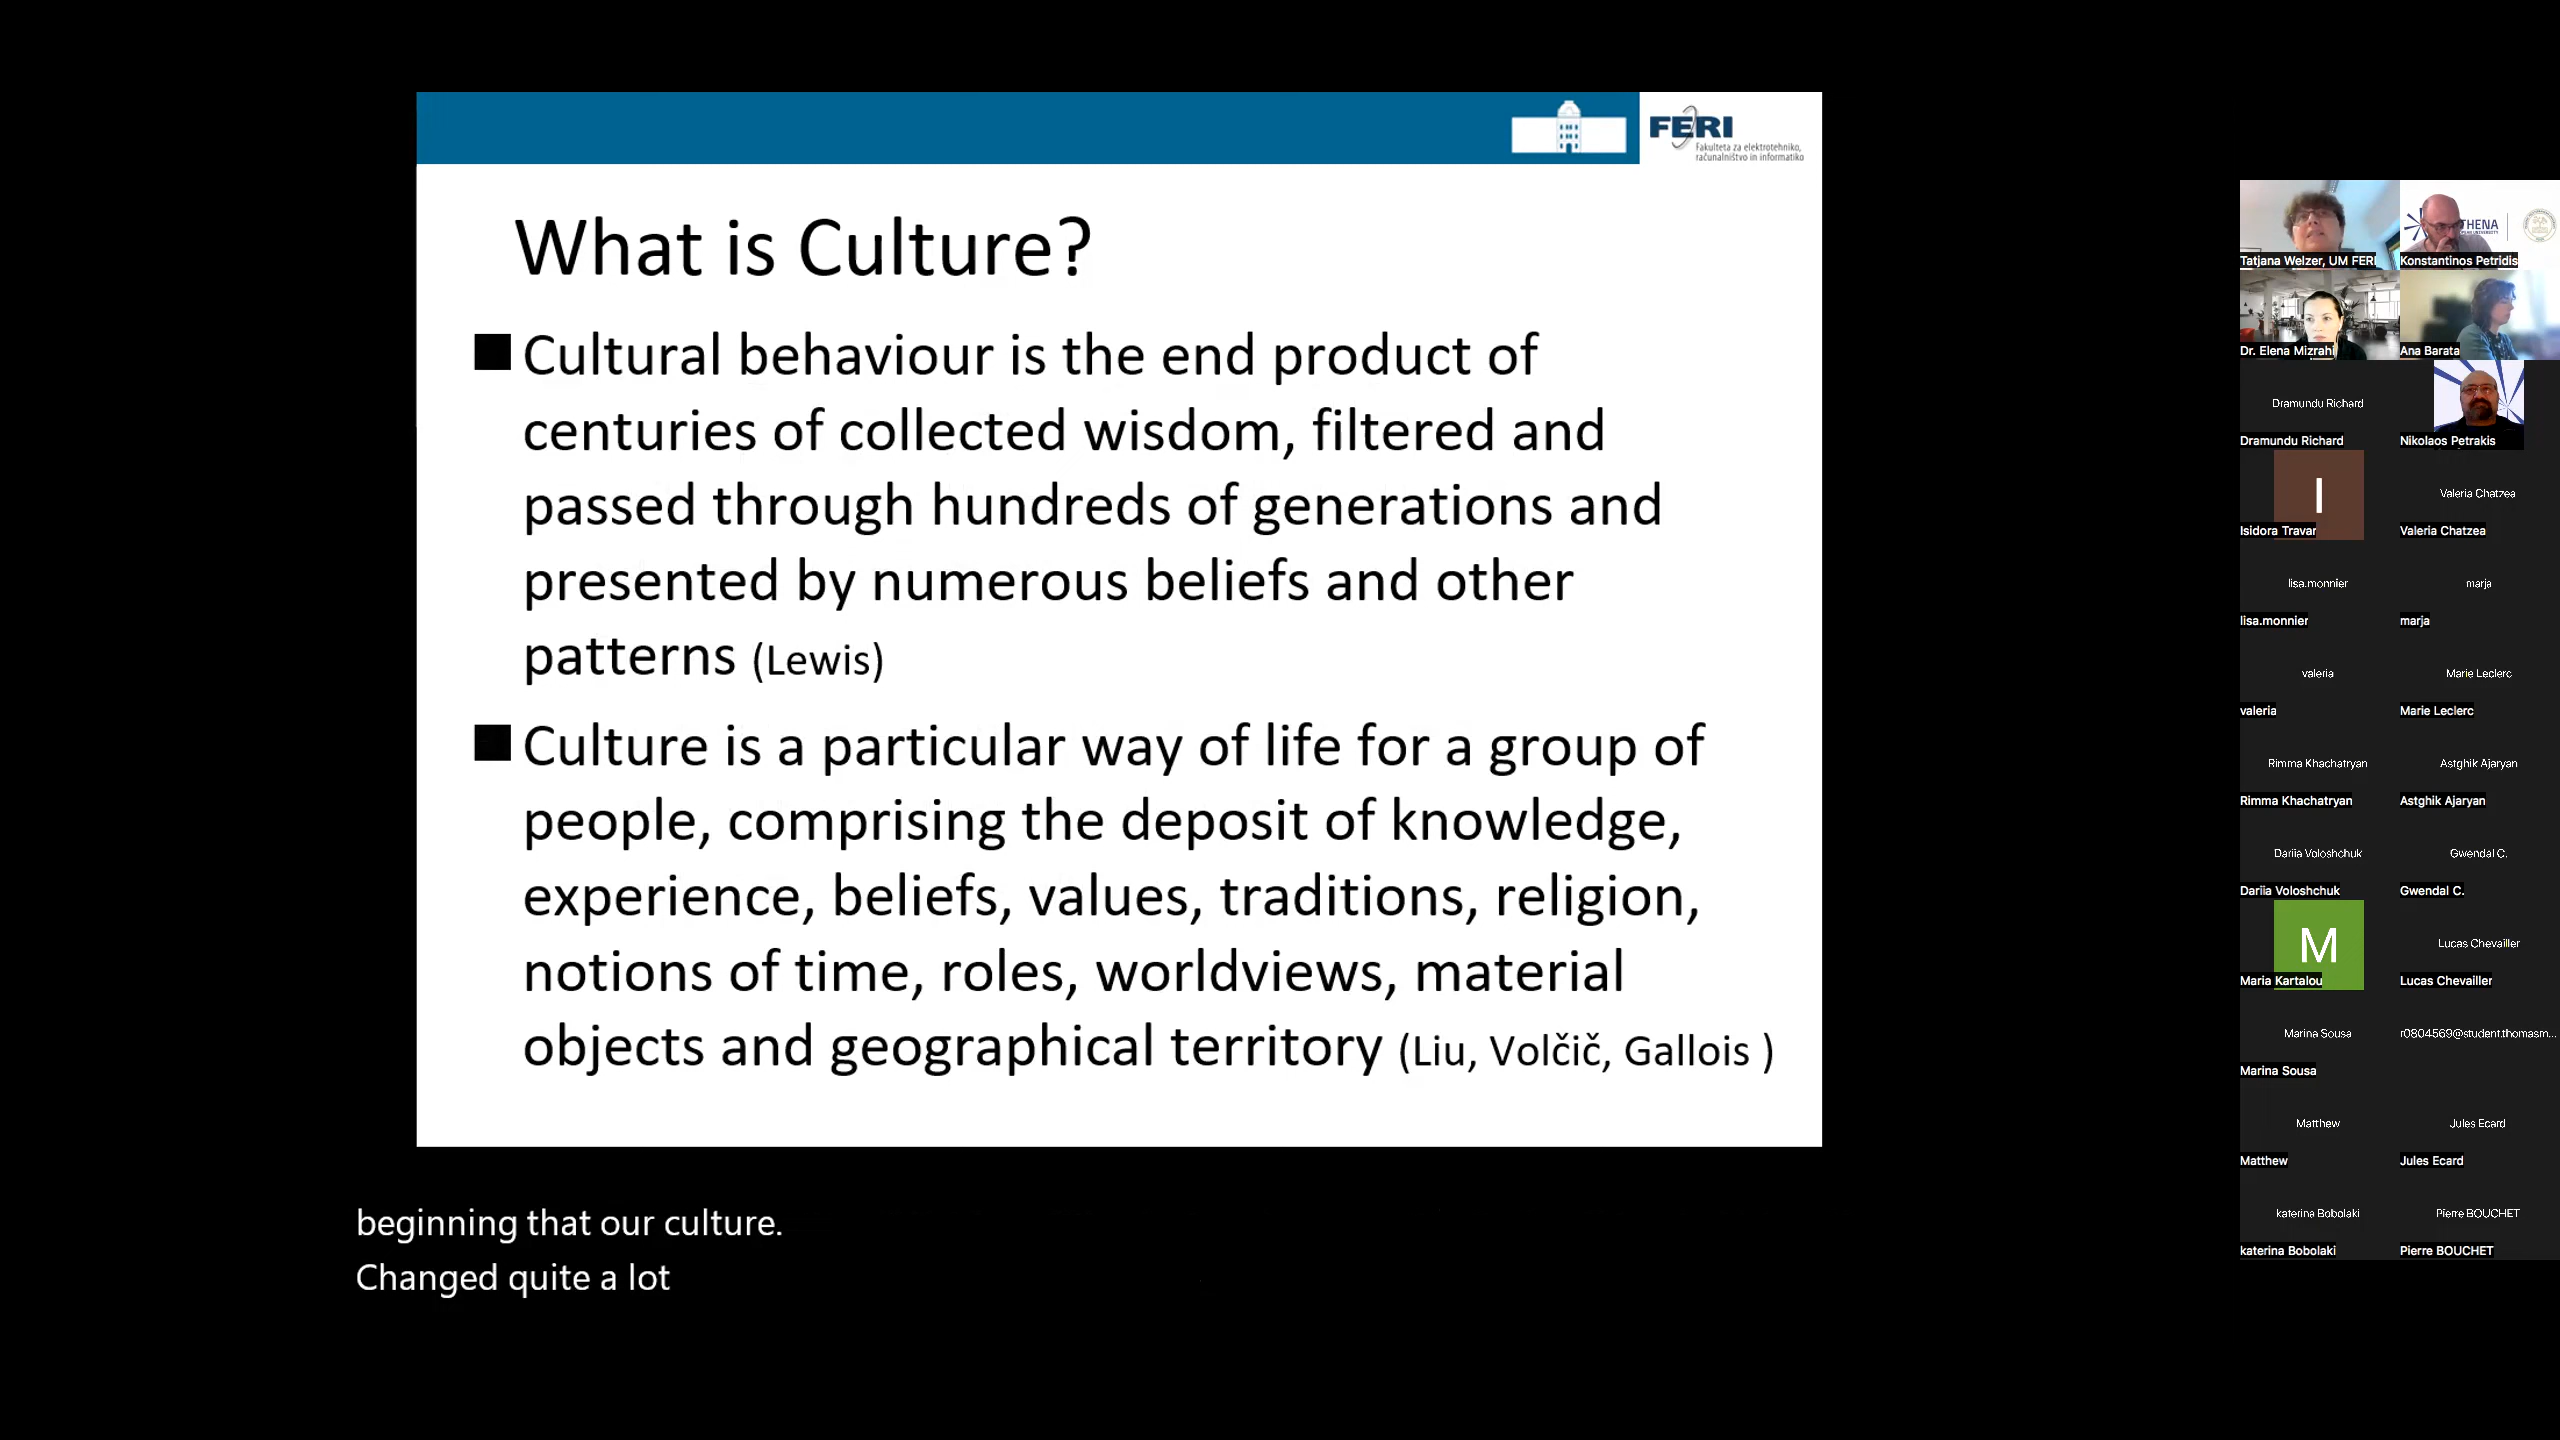 FERI
Fakulteta za elektrotehniko,
računalništvo in informatiko
What is Culture?
Cultural behaviour is the end product of
centuries of collected wisdom, filtered and
passed through hundreds of generations and
presented by numerous beliefs and other
patterns (Lewis)
Culture is a particular way of life for a group of
people, comprising the deposit of knowledge,
experience, beliefs, values, traditions, religion,
notions of time, roles, worldviews, material
objects and geographical territory (Liu, Volčič, Gallois )
beginning that our culture.
Changed quite a lot
Tatjana Welzer, UM FERI
THENA
Konstantinos Petridis
Dr. Elena Mizrahi
Ana Barata
Dramundu Richard
Dramundu Richard
Nikolaos Petrakis
I
Isidora Travar
Valeria Chatzea
Valeria Chatzea
lisa.monnier
lisa.monnier
marja
marja
valeria
valeria
Marie Leclerc
Marie Leclerc
Rimma Khachatryan
Rimma Khachatryan
Astghik Ajaryan
Astghik Ajaryan
Dariia Voloshchuk
Dariia Voloshchuk
Gwendal C.
Gwendal C.
M
Maria Kartalou
Lucas Chevailler
Lucas Chevailler
Marina Sousa
Marina Sousa
r0804569@student.thomasm...
Matthew
Matthew
Jules Ecard
Jules Ecard
katerina Bobolaki
katerina Bobolaki
Pierre BOUCHET
Pierre BOUCHET